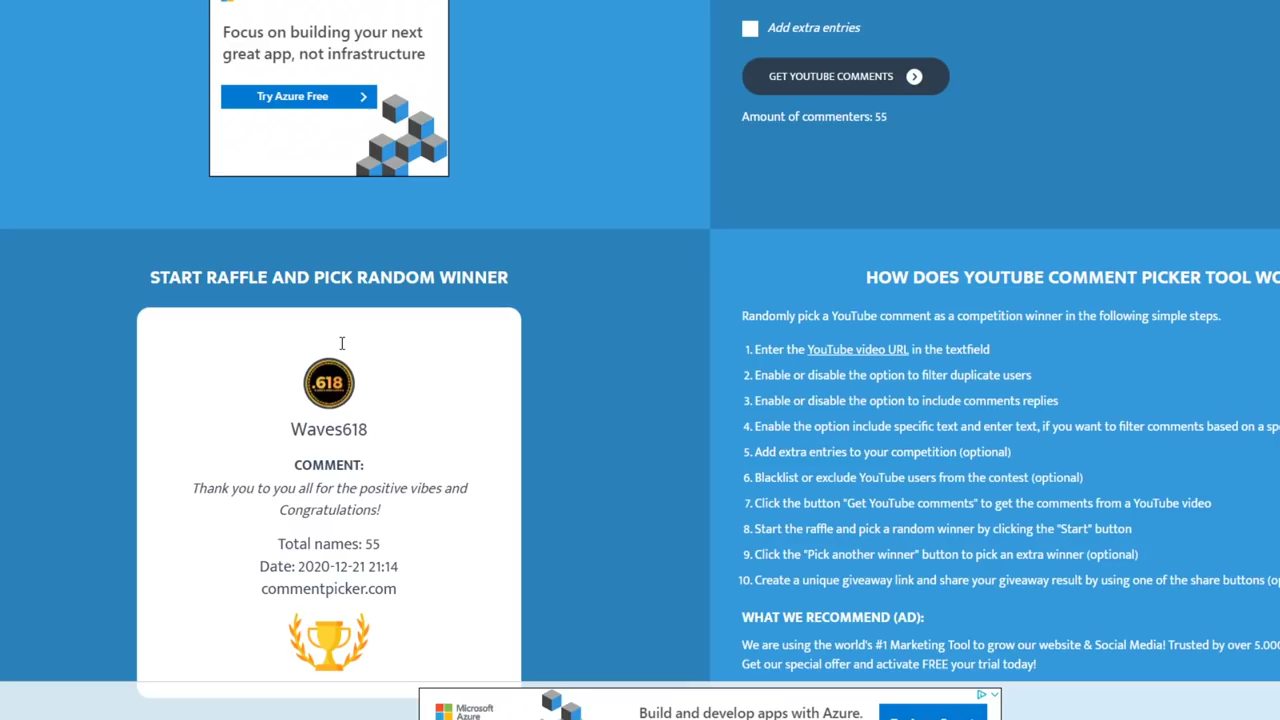 Focus on building your next
great app, not infrastructure
Try Azure Free
Add extra entries
GET YOUTUBE COMMENTS
Amount of commenters: 55
START RAFFLE AND PICK RANDOM WINNER
.618
Waves618
COMMENT:
Thank you to you all for the positive vibes and
Congratulations!
Total names: 55
Date: 2020-12-21 21:14
commentpicker.com
HOW DOES YOUTUBE COMMENT PICKER TOOL WO
Randomly pick a YouTube comment as a competition winner in the following simple steps.
1. Enter the YouTube video URL in the textfield
2. Enable or disable the option to filter duplicate users
3. Enable or disable the option to include comments replies
4. Enable the option include specific text and enter text, if you want to filter comments based on a spe
5. Add extra entries to your competition (optional)
6. Blacklist or exclude YouTube users from the contest (optional)
7. Click the button "Get YouTube comments" to get the comments from a YouTube video
8. Start the raffle and pick a random winner by clicking the "Start" button
9. Click the "Pick another winner" button to pick an extra winner (optional)
10. Create a unique giveaway link and share your giveaway result by using one of the share buttons (op
WHAT WE RECOMMEND (AD):
We are using the world's #1 Marketing Tool to grow our website & Social Media! Trusted by over 5.000
Get our special offer and activate FREE your trial today!
Microsoft
Azure
Build and develop apps with Azure.